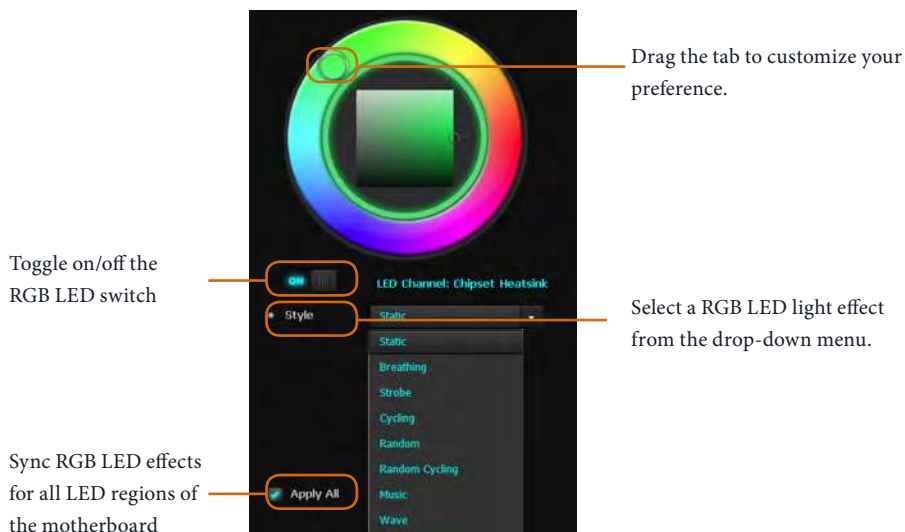 Drag the tab to customize your
preference.
Toggle on/off the
RGB LED switch
ON
LED Channel: Chipset Heatsink
Style
Static
Select a RGB LED light effect
from the drop-down menu.
Static
Breathing
Strobe
Cycling
Random
Random Cycling
Sync RGB LED effects
for all LED regions of
the motherboard
Apply All
Music
Wave